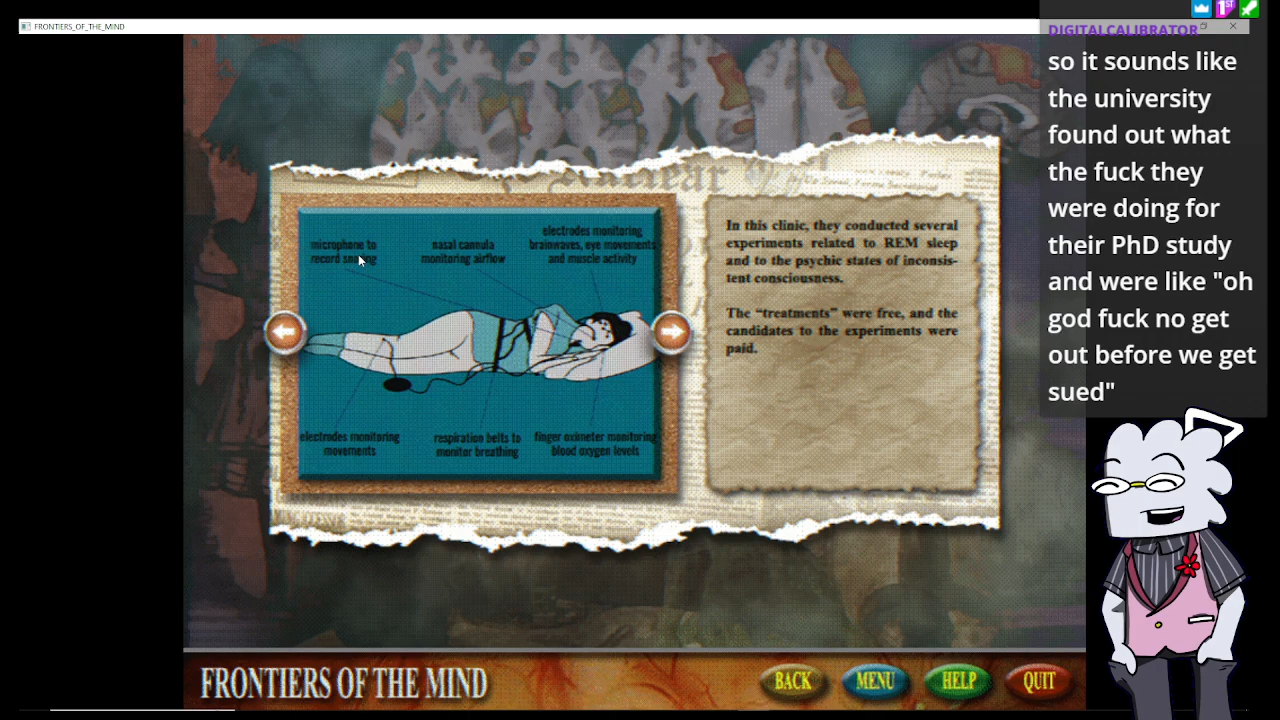 FRONTIERS_OF_THE_MIND
DIGITALCALIBRATOR
so it sounds like
the university
found out what
the fuck they
were doing for
their PhD study
and were like "oh
god fuck no get
out before we get
sued"
1ST
Nuclear
microphone to
record snoring
nasal cannula
monitoring airflow
electrodes monitoring
brainwaves, eye movements
and muscle activity
electrodes monitoring
movements
respiration belts to
monitor breathing
finger oximeter monitoring
blood oxygen levels
In this clinic, they conducted several
experiments related to REM sleep
and to the psychic states of inconsis-
tent consciousness.
The “treatments” were free, and the
candidates to the experiments were
paid.
FRONTIERS OF THE MIND
BACK
MENU
HELP
QUIT